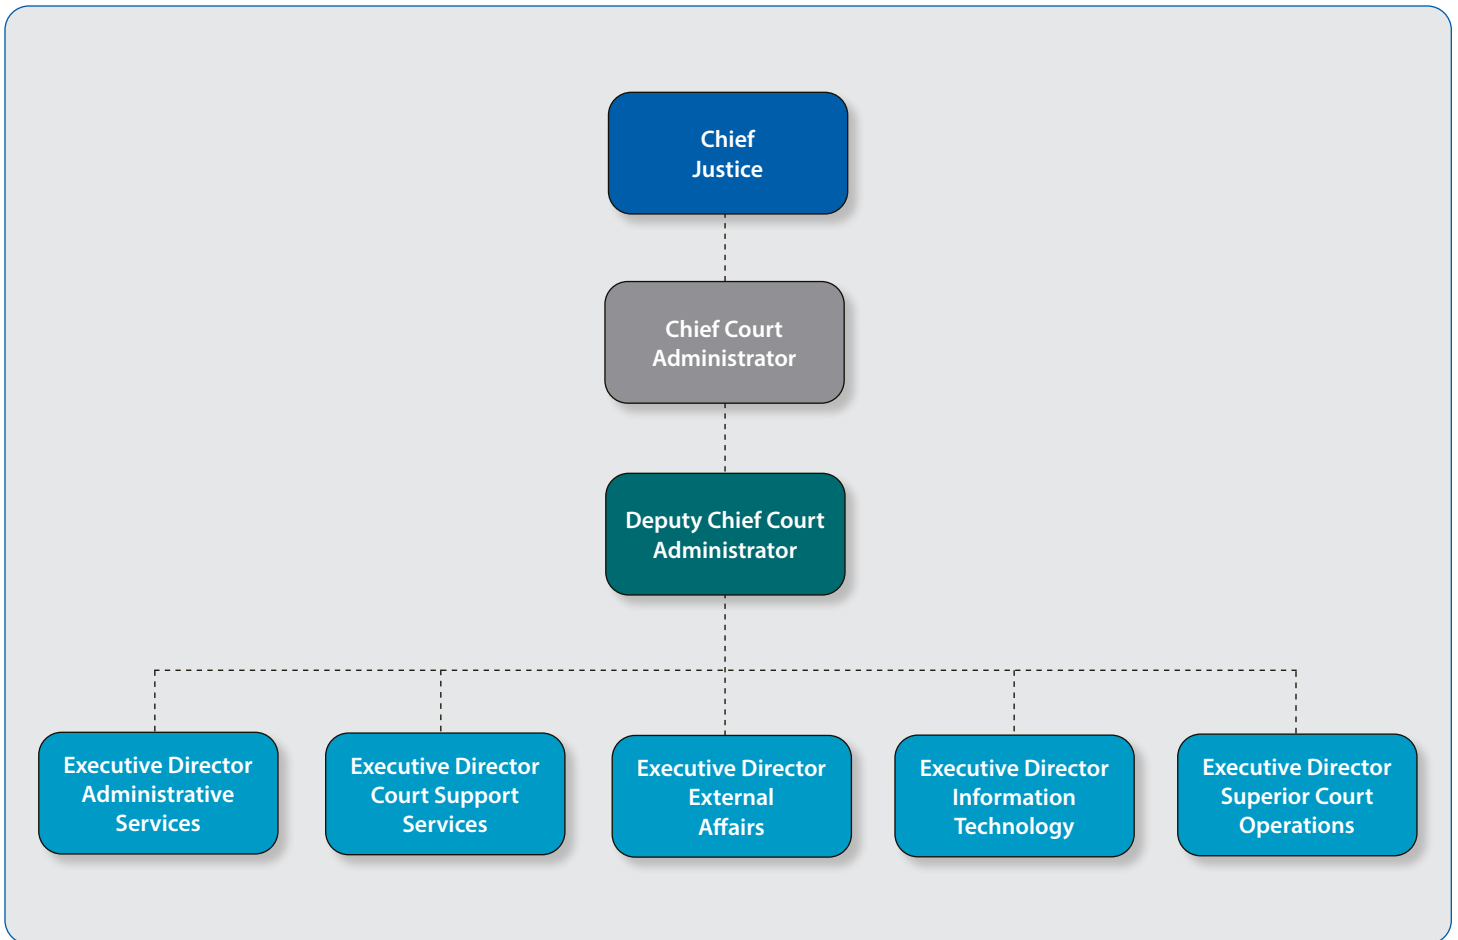 Chief
Justice
Chief Court
Administrator
Deputy Chief Court
Administrator
Executive Director
Administrative
Services
Executive Director
Court Support
Services
Executive Director
External
Affairs
Executive Director
Information
Technology
Executive Director
Superior Court
Operations